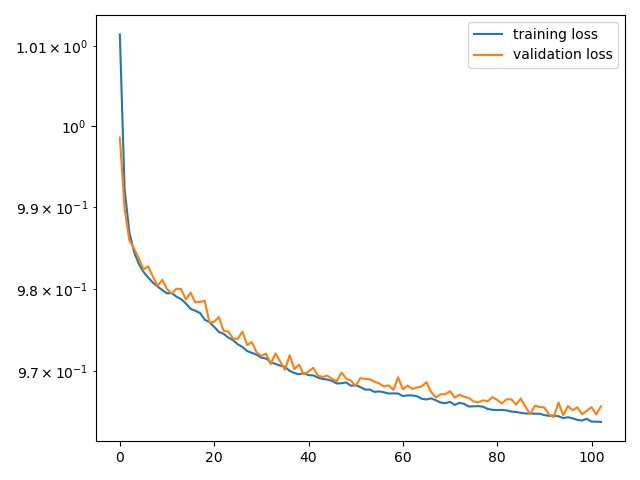 training loss
validation loss
1.01 × 10⁰
10⁰
9.9 × 10⁻¹
9.8 × 10⁻¹
9.7 × 10⁻¹
0 20 40 60 80 100